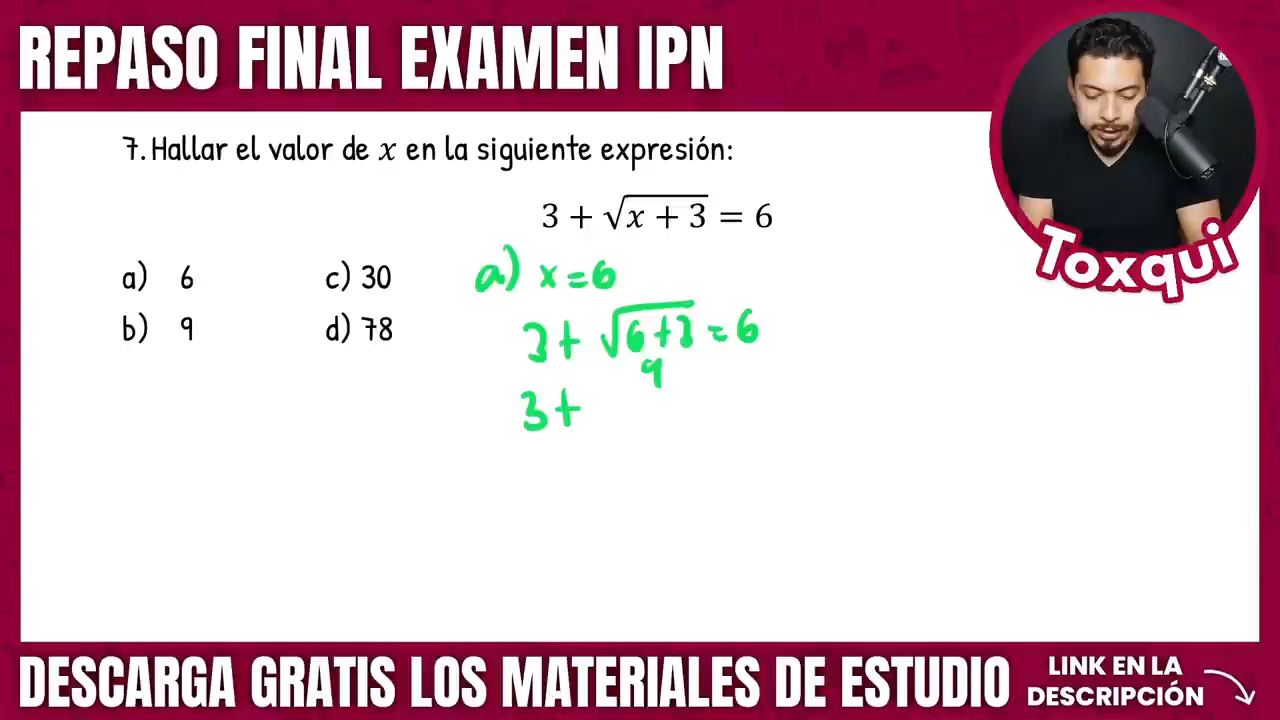 REPASO FINAL EXAMEN IPN
7. Hallar el valor de x en la siguiente expresión:
3 + √(x + 3) = 6
a) 6
c) 30
b) 9
d) 78
a) x = 6
3 + √(6+3) = 6
9
3 +
Toxqui
DESCARGA GRATIS LOS MATERIALES DE ESTUDIO
LINK EN LA
DESCRIPCIÓN